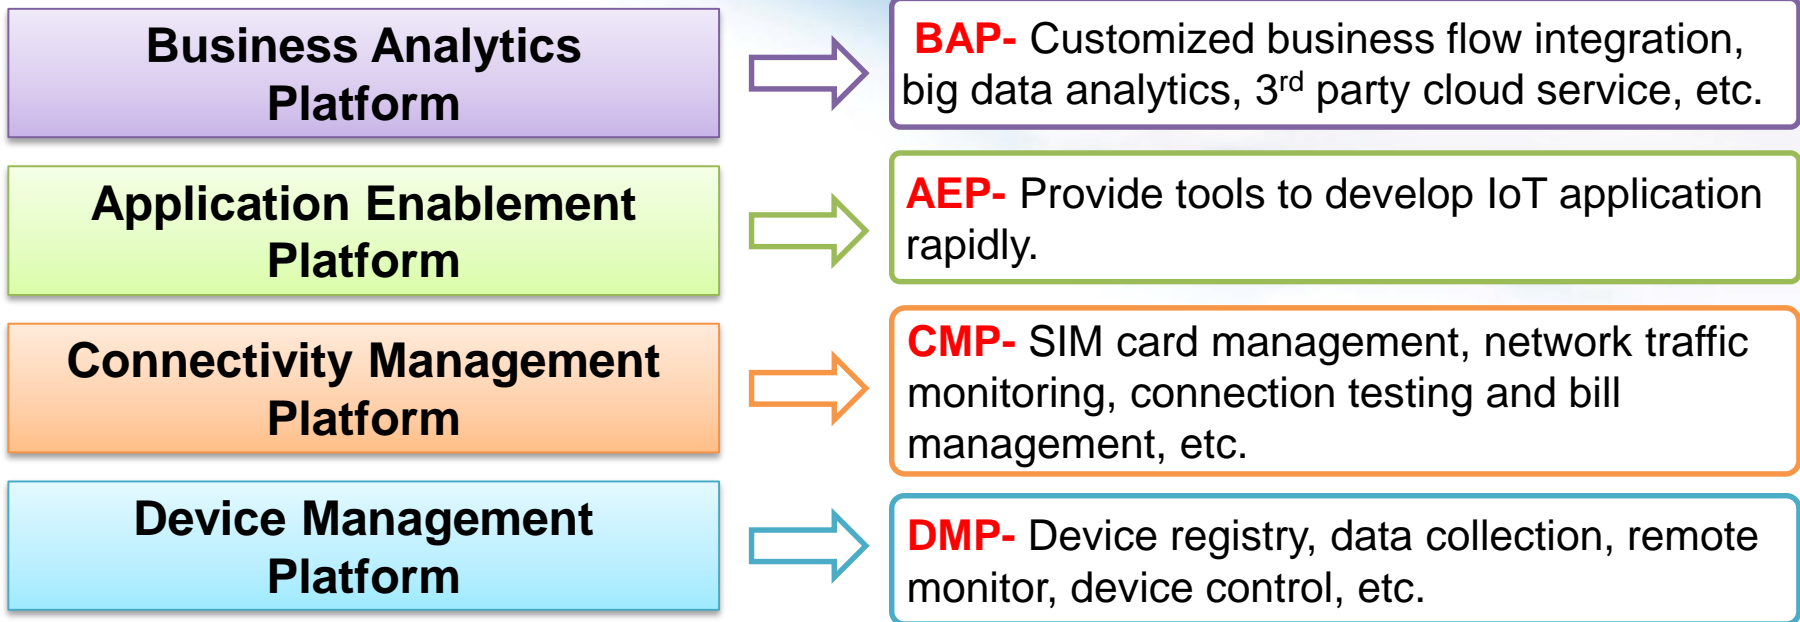 Business Analytics
Platform
BAP- Customized business flow integration,
big data analytics, 3rd party cloud service, etc.
Application Enablement
Platform
AEP- Provide tools to develop IoT application
rapidly.
Connectivity Management
Platform
CMP- SIM card management, network traffic
monitoring, connection testing and bill
management, etc.
Device Management
Platform
DMP- Device registry, data collection, remote
monitor, device control, etc.